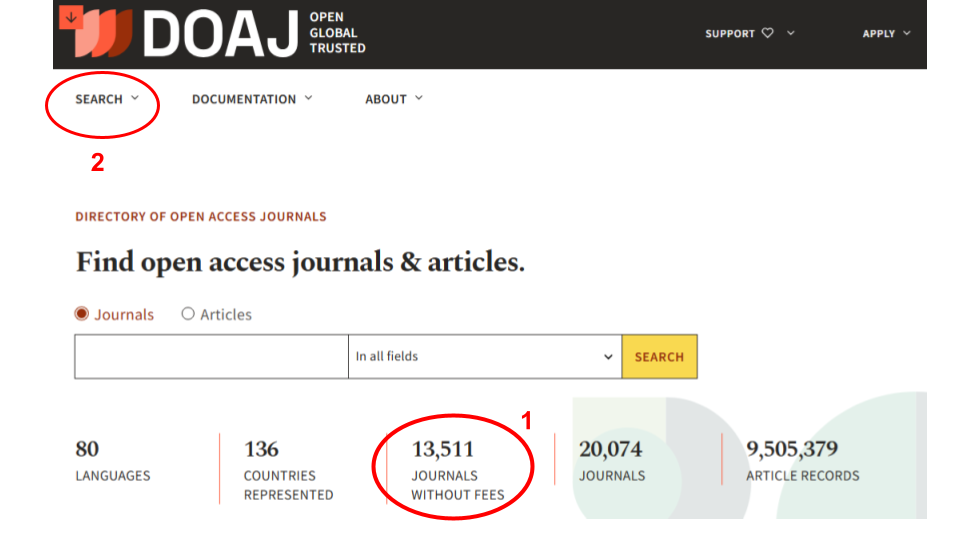 DOAJ
OPEN
GLOBAL
TRUSTED
SUPPORT
APPLY
SEARCH
DOCUMENTATION
ABOUT
2
DIRECTORY OF OPEN ACCESS JOURNALS
Find open access journals & articles.
Journals
Articles
In all fields
SEARCH
1
80
LANGUAGES
136
COUNTRIES
REPRESENTED
13,511
JOURNALS
WITHOUT FEES
20,074
JOURNALS
9,505,379
ARTICLE RECORDS